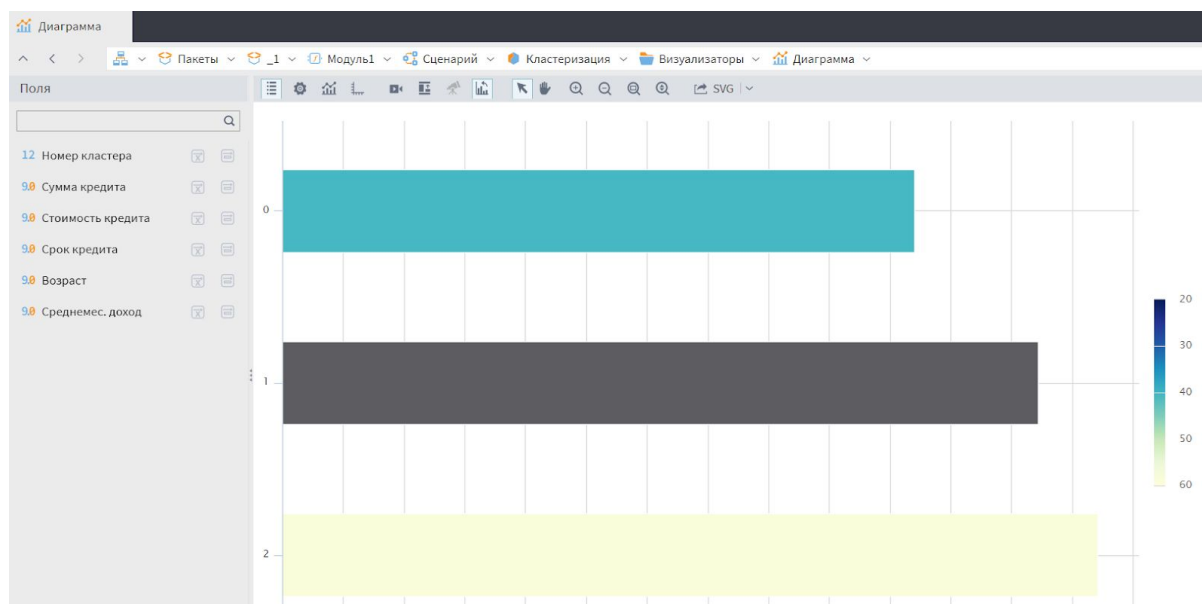 Диаграмма
Пакеты _1 Модуль1 Сценарий Кластеризация Визуализаторы Диаграмма
Поля
SVG
12 Номер кластера
9.0 Сумма кредита
9.0 Стоимость кредита
9.0 Срок кредита
9.0 Возраст
9.0 Среднемес. доход
0
1
2
20
30
40
50
60